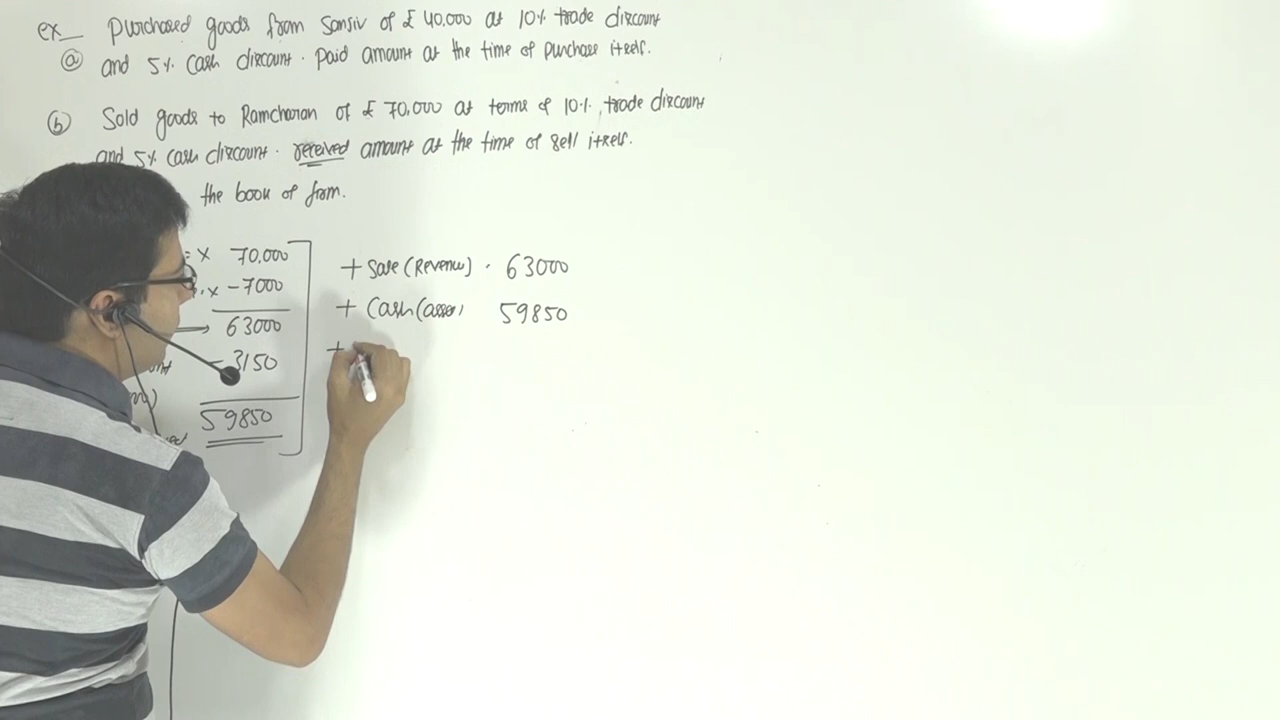 ex_ purchased goods from Sansiv of £ 40,000 at 10% trade discount
ⓐ and 5% cash discount. paid amount at the time of purchase itself.
ⓑ Sold goods to Ramcharan of £ 70,000 at terms of 10% trade discount
and 5% cash discount. received amount at the time of sell itself.
the book of from.
x 70,000
x - 7000
→ 63000
- 3150
59850
+ Sale (Revenue) . 63000
+ Cash (asset) 59850
+